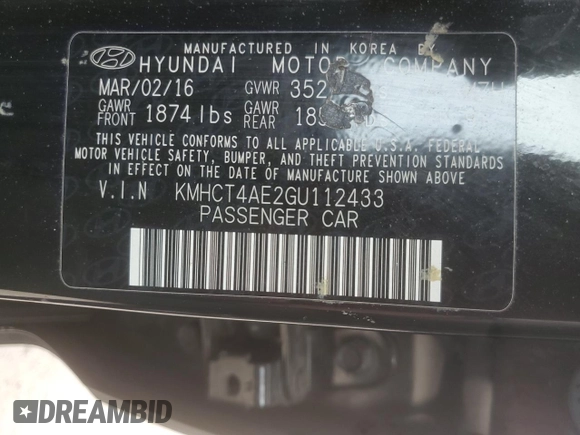 MANUFACTURED IN KOREA BY
HYUNDAI MOTOR COMPANY
MAR/02/16 GVWR 352
GAWR FRONT 1874 lbs GAWR REAR 18
THIS VEHICLE CONFORMS TO ALL APPLICABLE U.S.A. FEDERAL
MOTOR VEHICLE SAFETY, BUMPER, AND THEFT PREVENTION STANDARDS
IN EFFECT ON THE DATE OF MANUFACTURE SHOWN ABOVE.
V.I.N KMHCT4AE2GU112433
PASSENGER CAR
DREAMBID